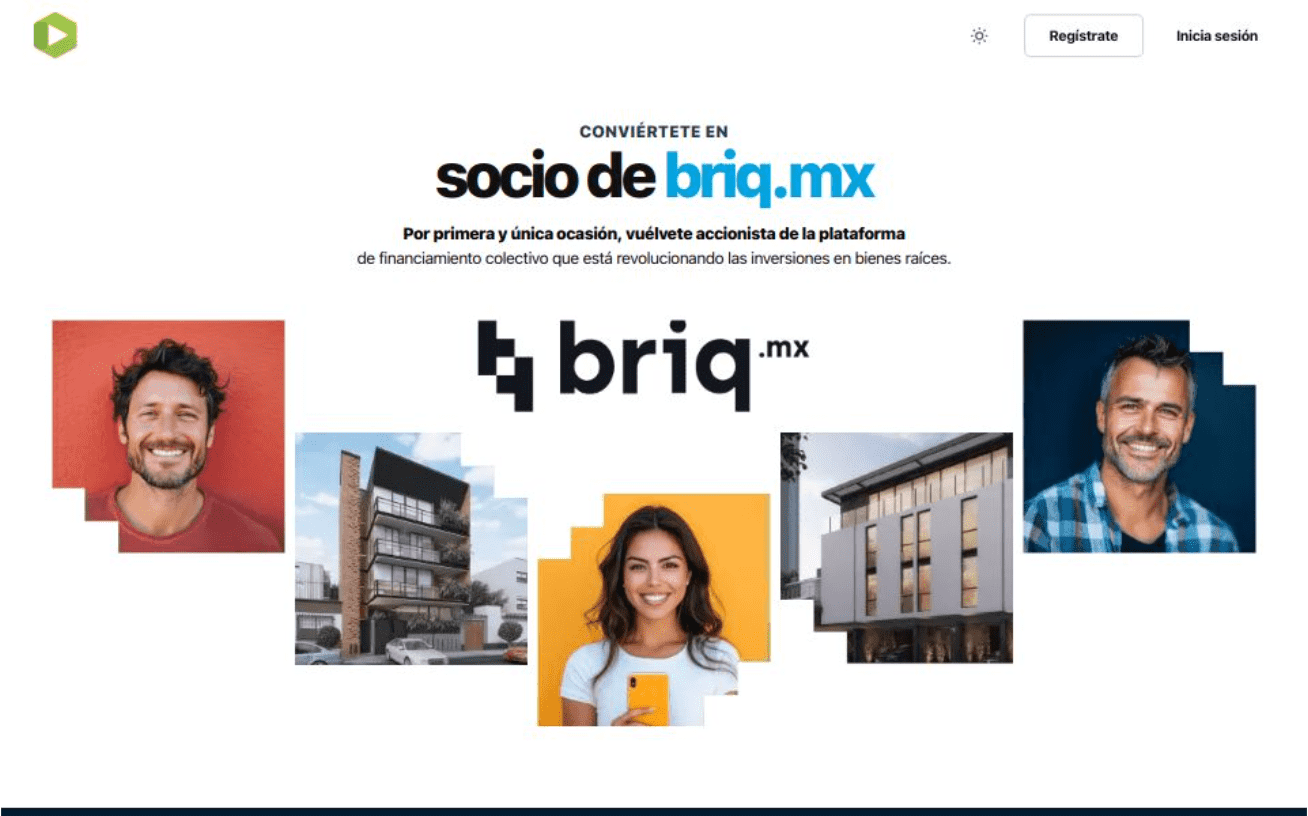 Regístrate
Inicia sesión
CONVIÉRTETE EN
socio de briq.mx
Por primera y única ocasión, vuélvete accionista de la plataforma
de financiamiento colectivo que está revolucionando las inversiones en bienes raíces.
briq.mx